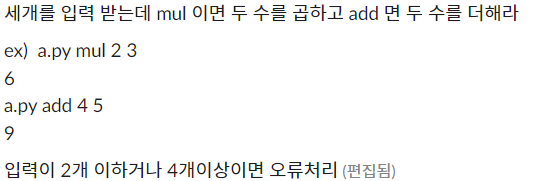 세개를 입력 받는데 mul 이면 두 수를 곱하고 add 면 두 수를 더해라
ex) a.py mul 2 3
6
a.py add 4 5
9
입력이 2개 이하거나 4개이상이면 오류처리 (편집됨)